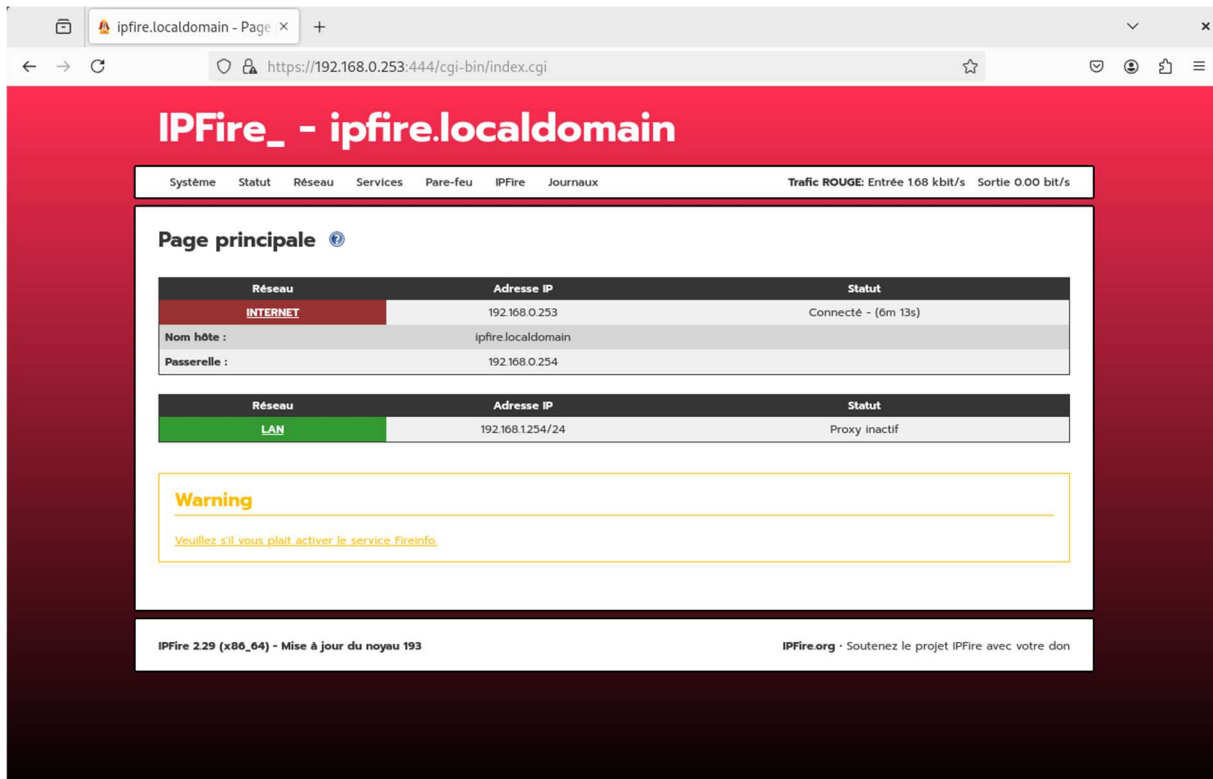 ipfire.localdomain - Page
https://192.168.0.253:444/cgi-bin/index.cgi
IPFire_ - ipfire.localdomain
Système Statut Réseau Services Pare-feu IPFire Journaux Trafic ROUGE: Entrée 1.68 kbit/s Sortie 0.00 bit/s
Page principale
Réseau Adresse IP Statut
INTERNET 192.168.0.253 Connecté - (6m 13s)
Nom hôte : ipfire.localdomain
Passerelle : 192.168.0.254
Réseau Adresse IP Statut
LAN 192.168.1.254/24 Proxy inactif
Warning
Veuillez s'il vous plait activer le service Fireinfo.
IPFire 2.29 (x86_64) - Mise à jour du noyau 193 IPFire.org · Soutenez le projet IPFire avec votre don